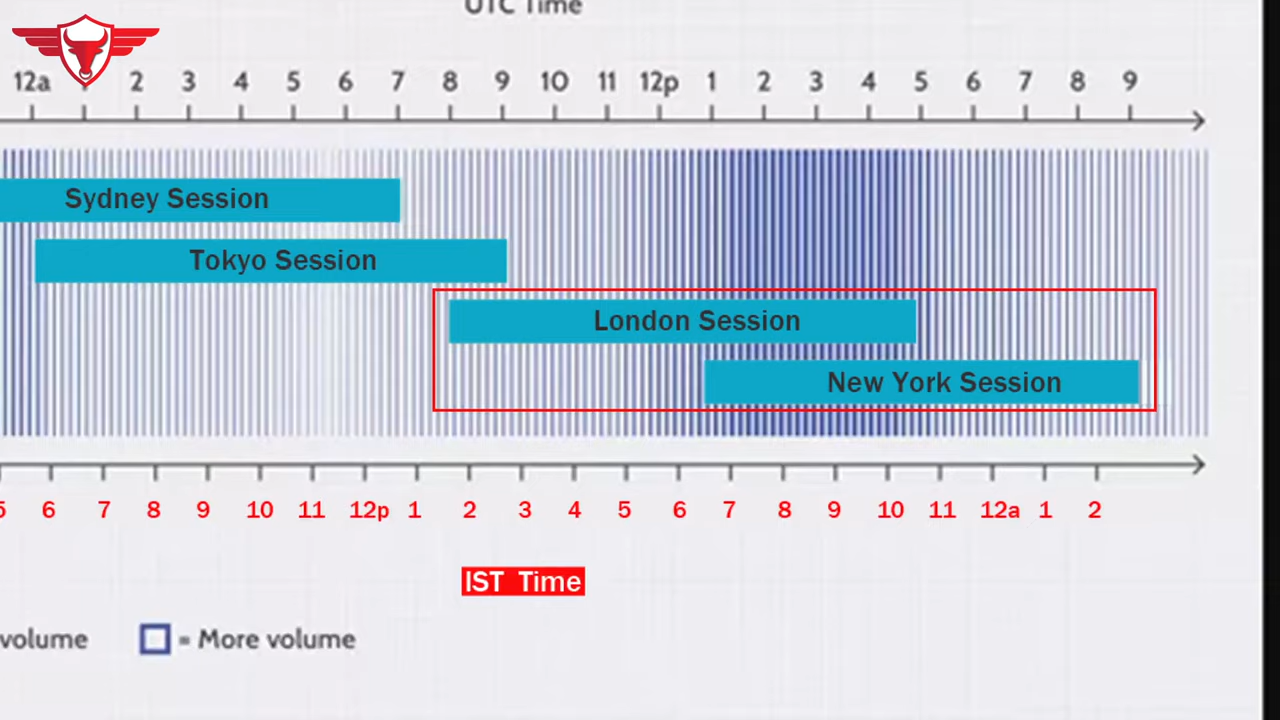 UTC Time
12a 2 3 4 5 6 7 8 9 10 11 12p 1 2 3 4 5 6 7 8 9
Sydney Session
Tokyo Session
London Session
New York Session
6 7 8 9 10 11 12p 1 2 3 4 5 6 7 8 9 10 11 12a 1 2
IST Time
volume
= More volume